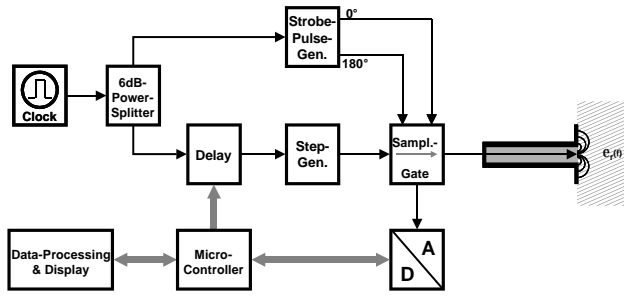 Strobe-
Pulse-
Gen.
0°
180°
Clock
6dB-
Power-
Splitter
Delay
Step-
Gen.
Sampl.-
Gate
er(f)
Data-Processing
& Display
Micro-
Controller
A
D